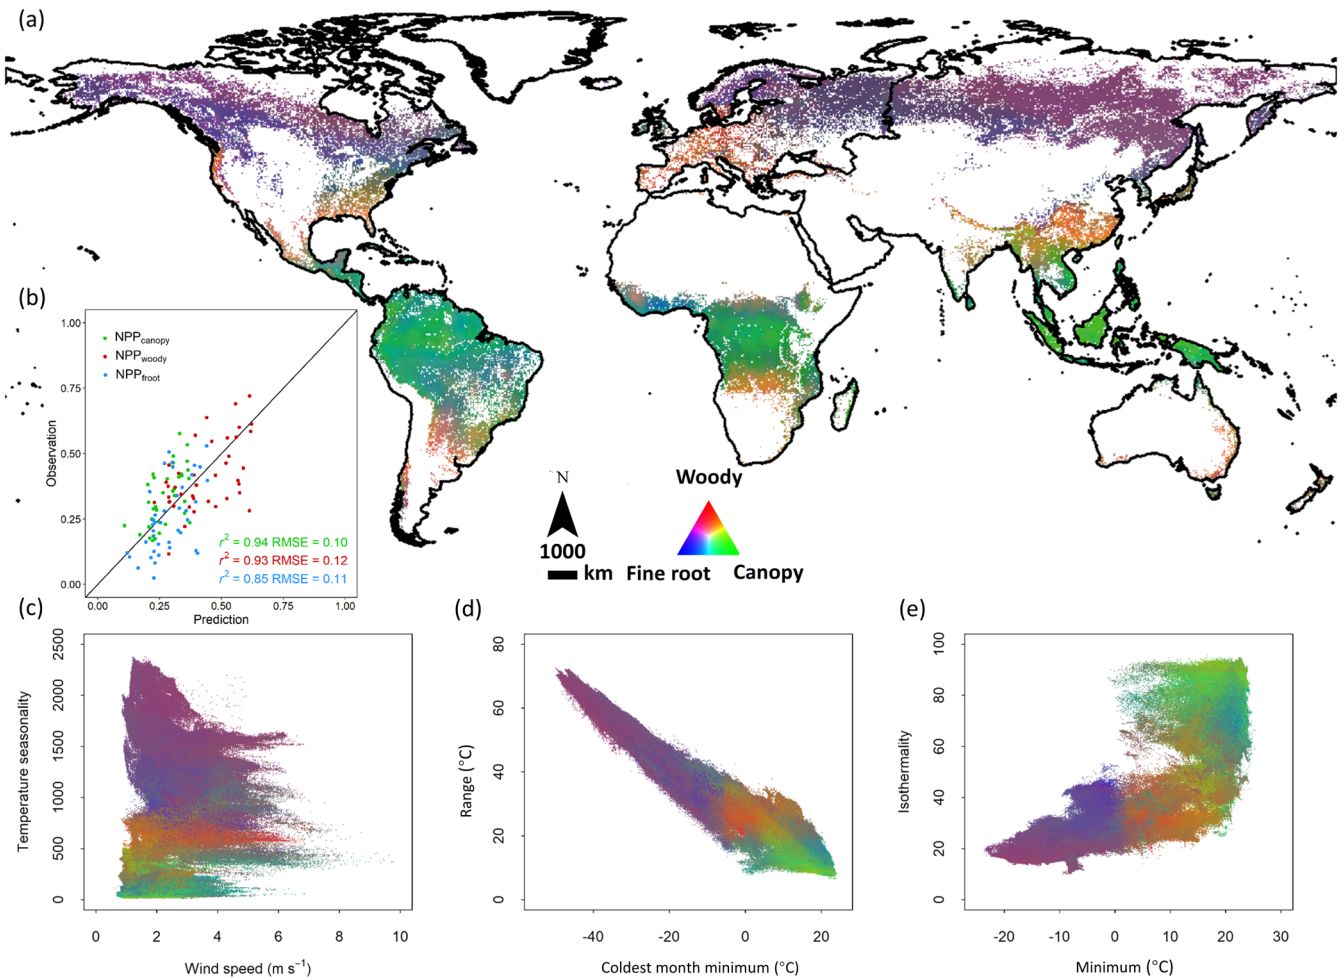 (a)
(b)
1.00
0.75
0.50
0.25
0.00
Observation
NPPcanopy
NPPwoody
NPPfroot
r² = 0.94 RMSE = 0.10
r² = 0.93 RMSE = 0.12
r² = 0.85 RMSE = 0.11
0.00 0.25 0.50 0.75 1.00
Prediction
N
1000
km
Woody
Fine root Canopy
(c)
Temperature seasonality
2500
2000
1500
1000
500
0
0 2 4 6 8 10
Wind speed (m s⁻¹)
(d)
Range (°C)
80
60
40
20
0
-40 -20 0 20
Coldest month minimum (°C)
(e)
Isothermality
100
80
60
40
20
0
-20 -10 0 10 20 30
Minimum (°C)